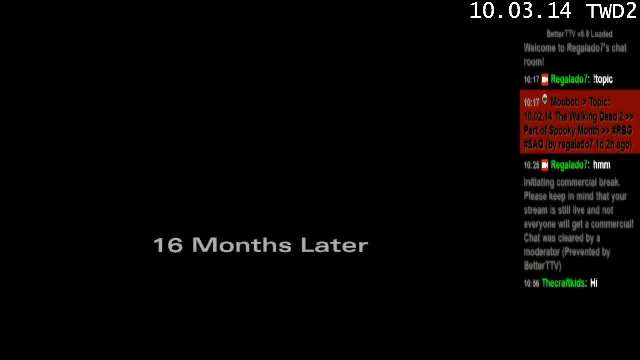 10.03.14 TWD2
BetterTTV v6.8 Loaded.
Welcome to Regalado7's chat
room!
10:17 Regalado7: !topic
10:17 Moobot: > Topic:
10.02.14 The Walking Dead 2 >>
Part of Spooky Month >> #RBG
#SAG (by regalado7 1d 2h ago)
10:25 Regalado7: hmm
Initiating commercial break.
Please keep in mind that your
stream is still live and not
everyone will get a commercial!
Chat was cleared by a
moderator (Prevented by
BetterTTV)
10:56 Thecraftkids: Hi
16 Months Later